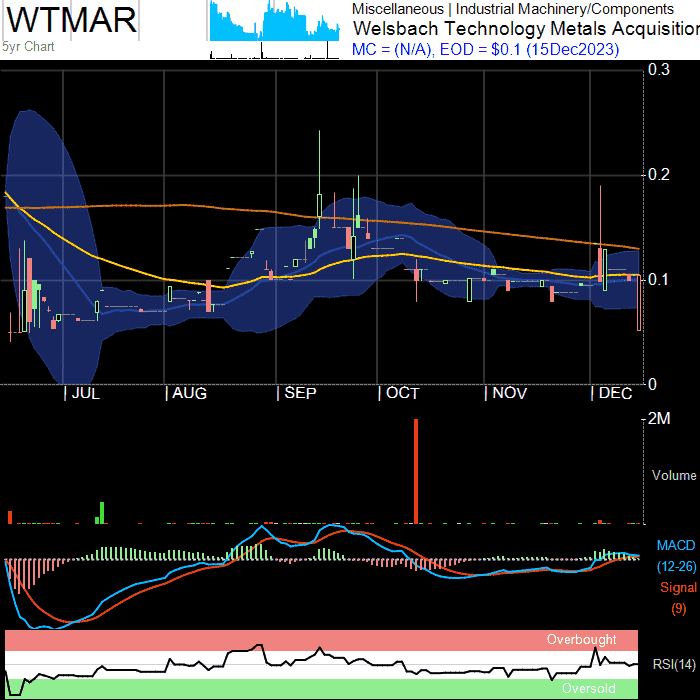 WTMAR
5yr Chart
Miscellaneous | Industrial Machinery/Components
Welsbach Technology Metals Acquisition
MC = (N/A), EOD = $0.1 (15Dec2023)
0.3
0.2
0.1
0
JUL
AUG
SEP
OCT
NOV
DEC
2M
Volume
MACD
(12-26)
Signal
(9)
Overbought
RSI(14)
Oversold